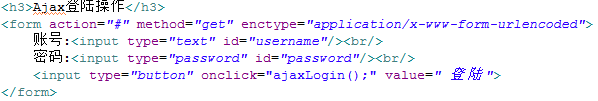 <h3>Ajax登陆操作</h3>
<form action="#" method="get" enctype="application/x-www-form-urlencoded">
账号:<input type="text" id="username"/><br/>
密码:<input type="password" id="password"/><br/>
<input type="button" onclick="ajaxLogin();" value=" 登陆 ">
</form>